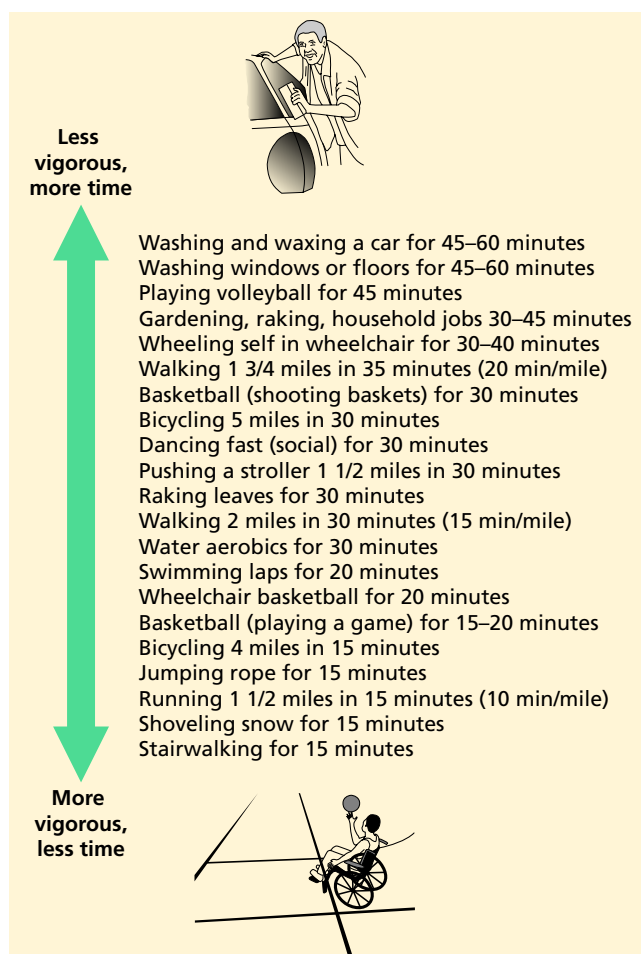 Less
vigorous,
more time
Washing and waxing a car for 45–60 minutes
Washing windows or floors for 45–60 minutes
Playing volleyball for 45 minutes
Gardening, raking, household jobs 30–45 minutes
Wheeling self in wheelchair for 30–40 minutes
Walking 1 3/4 miles in 35 minutes (20 min/mile)
Basketball (shooting baskets) for 30 minutes
Bicycling 5 miles in 30 minutes
Dancing fast (social) for 30 minutes
Pushing a stroller 1 1/2 miles in 30 minutes
Raking leaves for 30 minutes
Walking 2 miles in 30 minutes (15 min/mile)
Water aerobics for 30 minutes
Swimming laps for 20 minutes
Wheelchair basketball for 20 minutes
Basketball (playing a game) for 15–20 minutes
Bicycling 4 miles in 15 minutes
Jumping rope for 15 minutes
Running 1 1/2 miles in 15 minutes (10 min/mile)
Shoveling snow for 15 minutes
Stairwalking for 15 minutes
More
vigorous,
less time